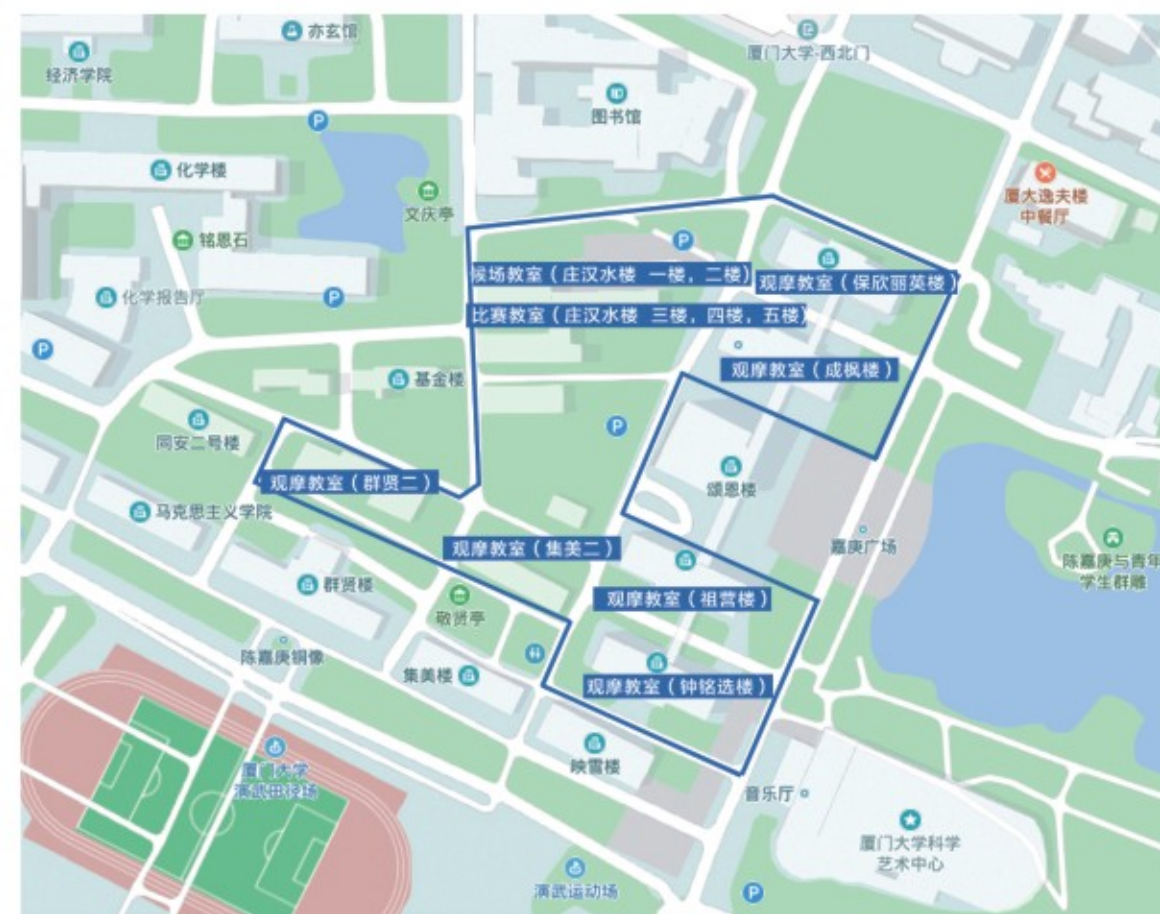 亦玄馆
厦门大学-西北门
经济学院
图书馆
P
化学楼
厦大逸夫楼
中餐厅
文庆亭
铭恩石
P
候场教室（庄汉水楼 一楼，二楼）
观摩教室（保欣丽英楼）
化学报告厅
P
比赛教室（庄汉水楼 三楼，四楼，五楼）
P
观摩教室（成枫楼）
基金楼
P
同安二号楼
观摩教室（群贤二）
颂恩楼
马克思主义学院
观摩教室（集美二）
嘉庚广场
陈嘉庚与青年
学生群雕
群贤楼
观摩教室（祖营楼）
敬贤亭
陈嘉庚铜像
集美楼
观摩教室（钟铭选楼）
映雪楼
厦门大学
演武田径场
音乐厅
厦门大学科学
艺术中心
演武运动场
P